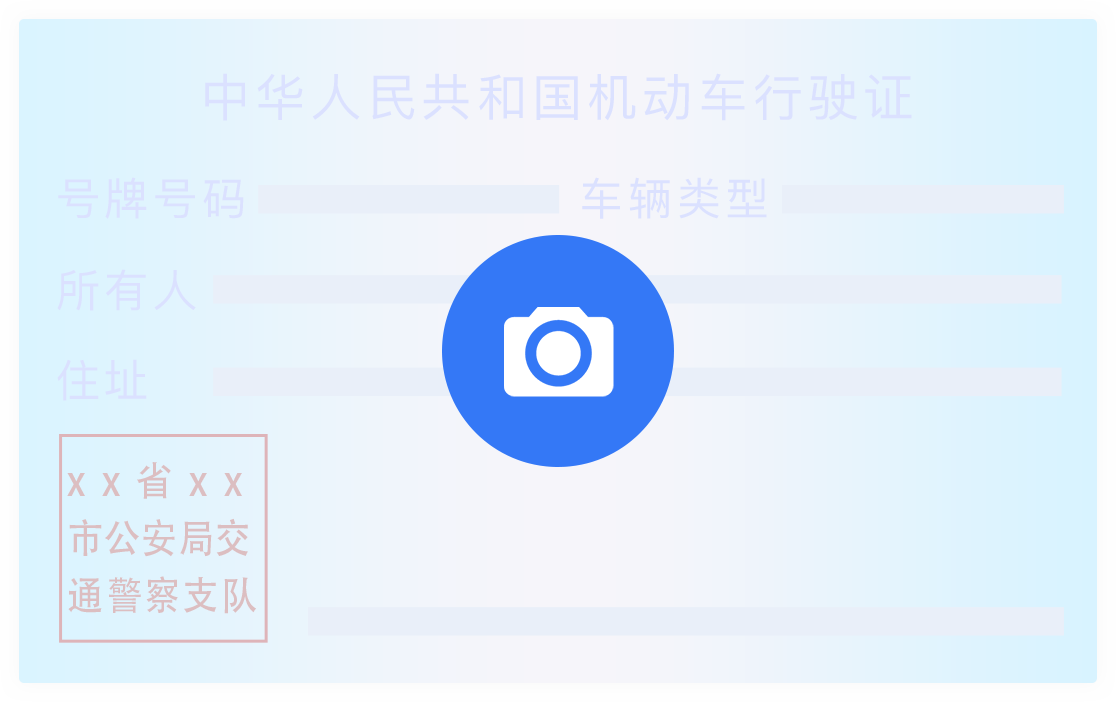 中华人民共和国机动车行驶证
号牌号码 车辆类型
所有人
住址
x x 省 x x
市公安局交
通警察支队